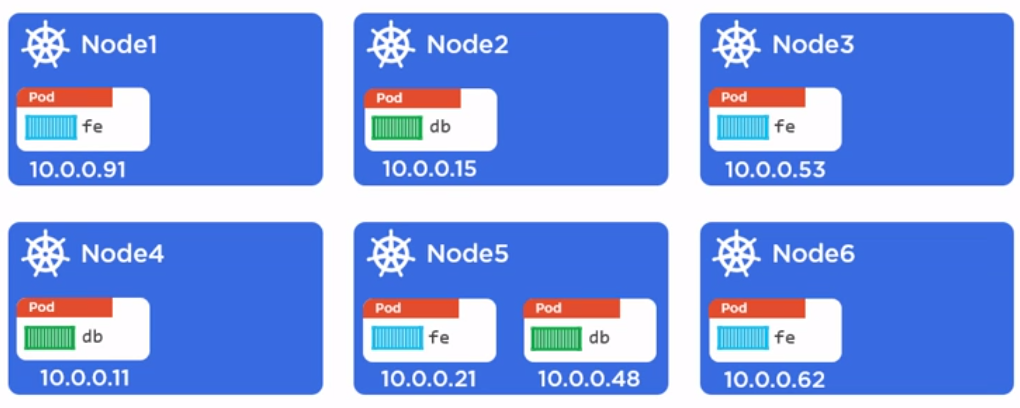 Node1
Pod
fe
10.0.0.91
Node2
Pod
db
10.0.0.15
Node3
Pod
fe
10.0.0.53
Node4
Pod
db
10.0.0.11
Node5
Pod
fe
10.0.0.21
Pod
db
10.0.0.48
Node6
Pod
fe
10.0.0.62